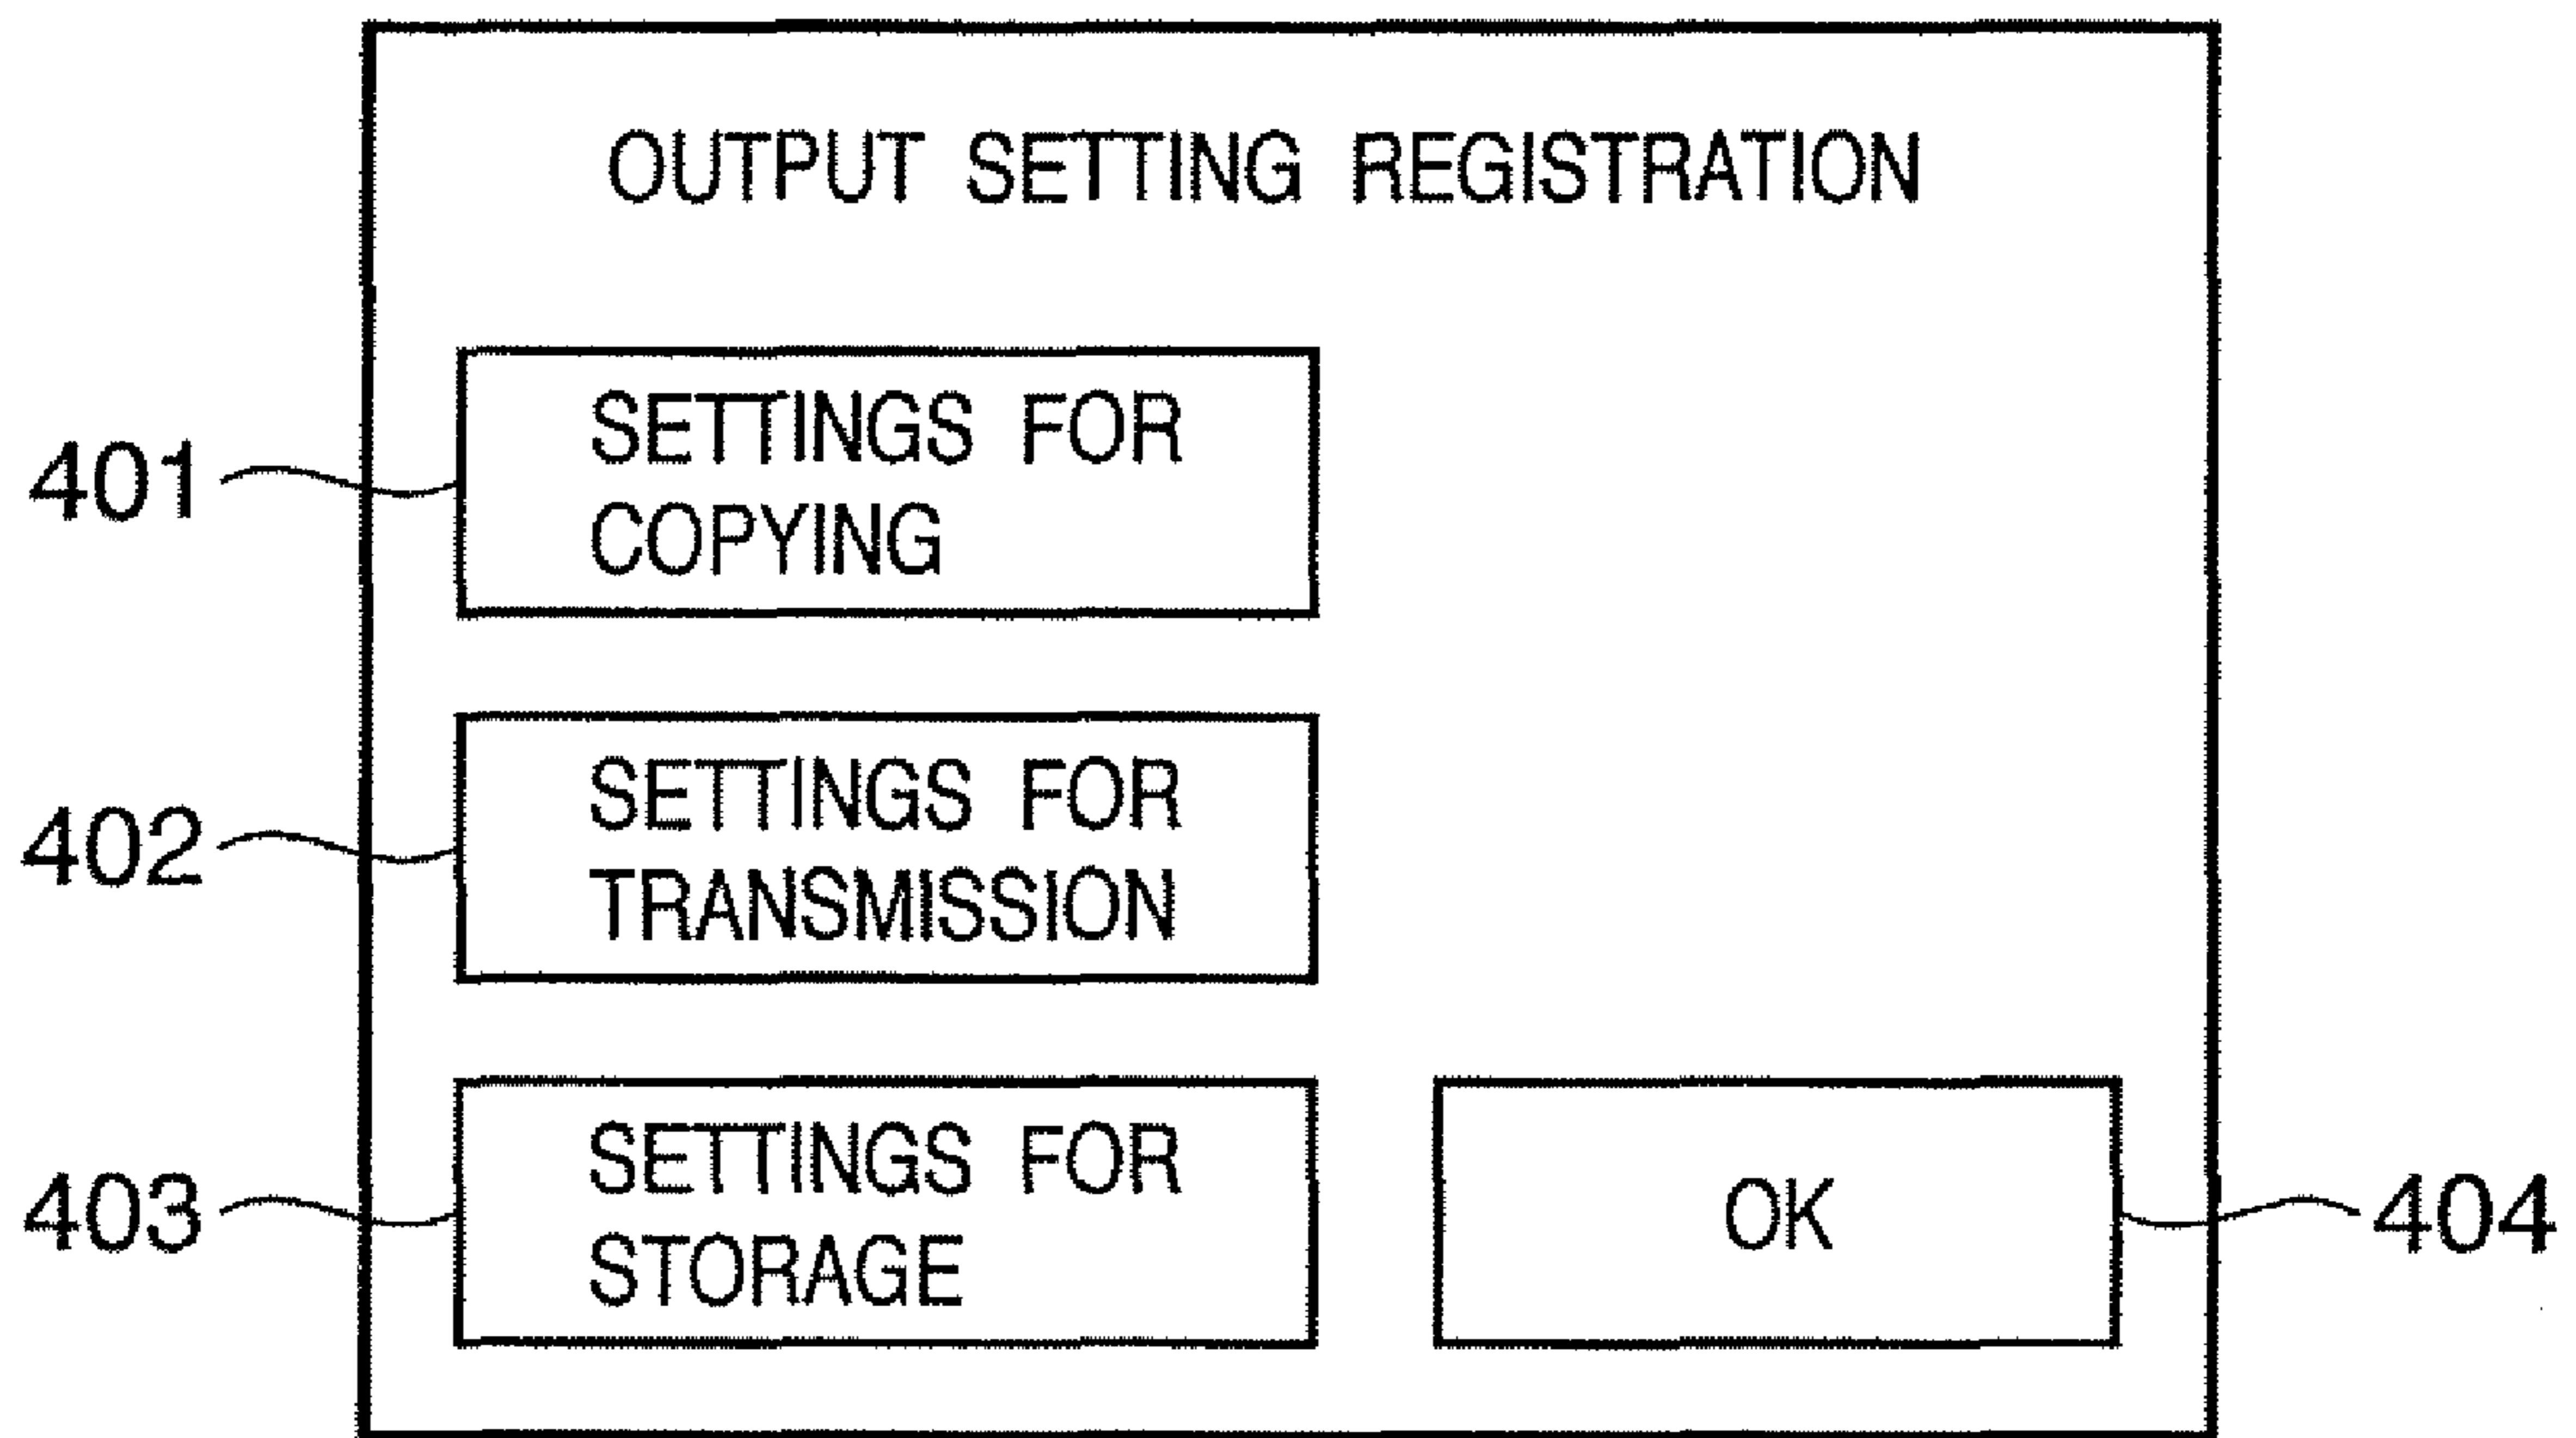 OUTPUT SETTING REGISTRATION
401
SETTINGS FOR
COPYING
402
SETTINGS FOR
TRANSMISSION
403
SETTINGS FOR
STORAGE
OK
404